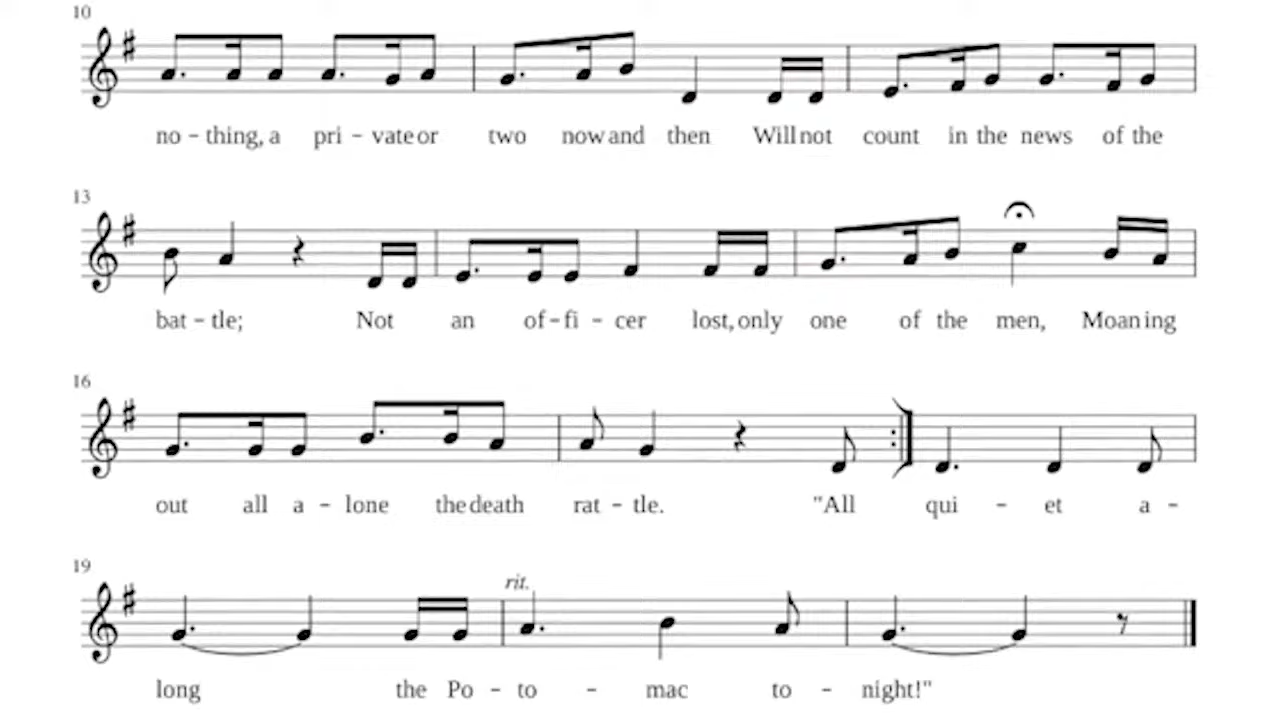 10
no - thing, a pri - vate or two now and then Will not count in the news of the
13
bat - tle; Not an of - fi - cer lost, only one of the men, Moaning
16
out all a - lone the death rat - tle. "All qui - et a -
19
rit.
long the Po - to - mac to - night!"